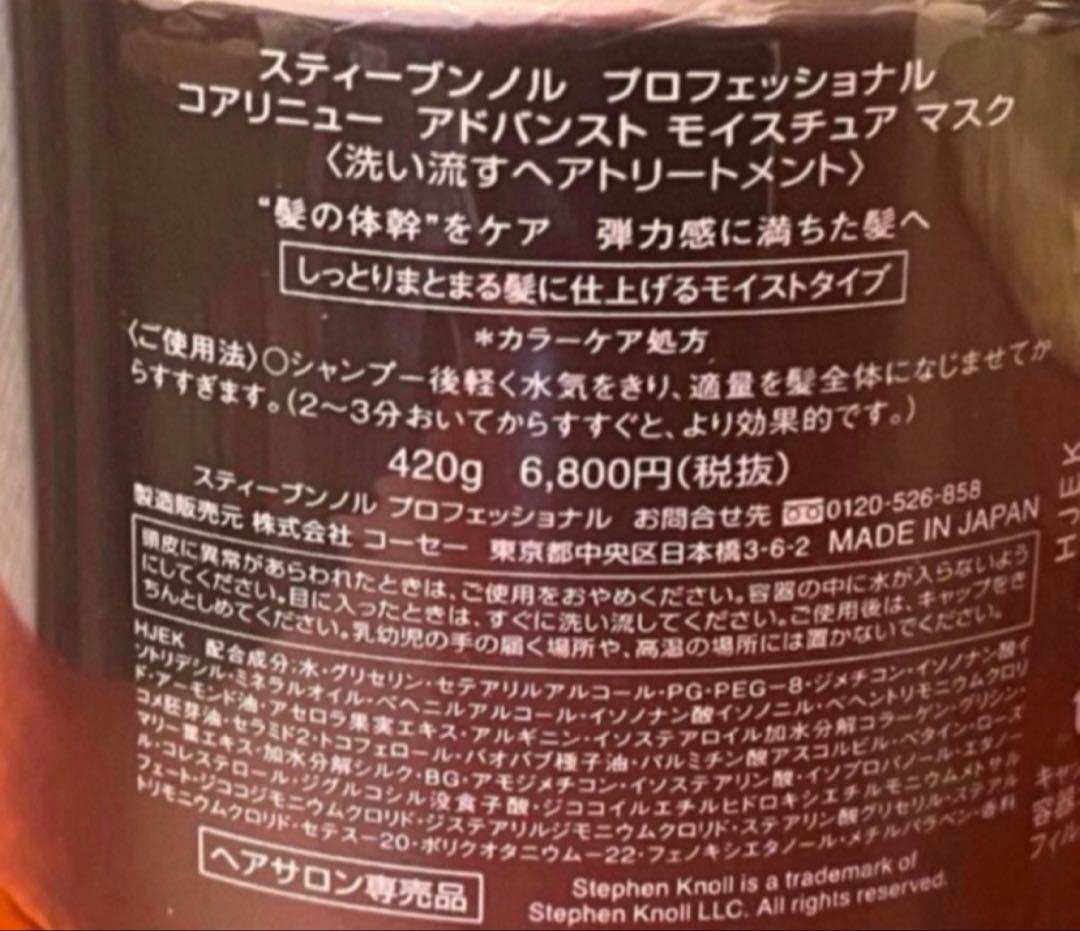 スティーブンノル プロフェッショナル
コアリニュー アドバンスト モイスチュア マスク
〈洗い流すヘアトリートメント〉
“髪の体幹”をケア 弾力感に満ちた髪へ
しっとりまとまる髪に仕上げるモイストタイプ
＊カラーケア処方
〈ご使用法〉○シャンプー後軽く水気をきり、適量を髪全体になじませてか
らすすぎます。(2〜3分おいてからすすぐと、より効果的です。)
420g 6,800円(税抜)
スティーブンノル プロフェッショナル お問合せ先 0120-526-858
製造販売元 株式会社 コーセー 東京都中央区日本橋3-6-2 MADE IN JAPAN
頭皮に異常があらわれたときは、ご使用をおやめください。容器の中に水が入らないよう
にしてください。目に入ったときは、すぐに洗い流してください。ご使用後は、キャップをき
ちんとしめてください。乳幼児の手の届く場所や、高温の場所には置かないでください。
HJEK 配合成分:水・グリセリン・セテアリルアルコール・PG・PEG－8・ジメチコン・イソノナン酸イ
ソトリデシル・ミネラルオイル・ベヘニルアルコール・イソノナン酸イソノニル・ベヘントリモニウムクロリ
ド・アーモンド油・アセロラ果実エキス・アルギニン・イソステアロイル加水分解コラーゲン・グリシン・
コメ胚芽油・セラミド2・トコフェロール・バオバブ種子油・パルミチン酸アスコルビル・ベタイン・ローズ
マリー葉エキス・加水分解シルク・BG・アモジメチコン・イソステアリン酸・イソプロパノール・エタノー
ル・コレステロール・ジグルコシル没食子酸・ジココイルエチルヒドロキシエチルモニウムメトサル
フェート・ジココジモニウムクロリド・ジステアリルジモニウムクロリド・ステアリン酸グリセリル・ステアル
トリモニウムクロリド・セテス－20・ポリクオタニウム－22・フェノキシエタノール・メチルパラベン・香料
ヘアサロン専売品
Stephen Knoll is a trademark of
Stephen Knoll LLC. All rights reserved.
キャッ
容器
フィル